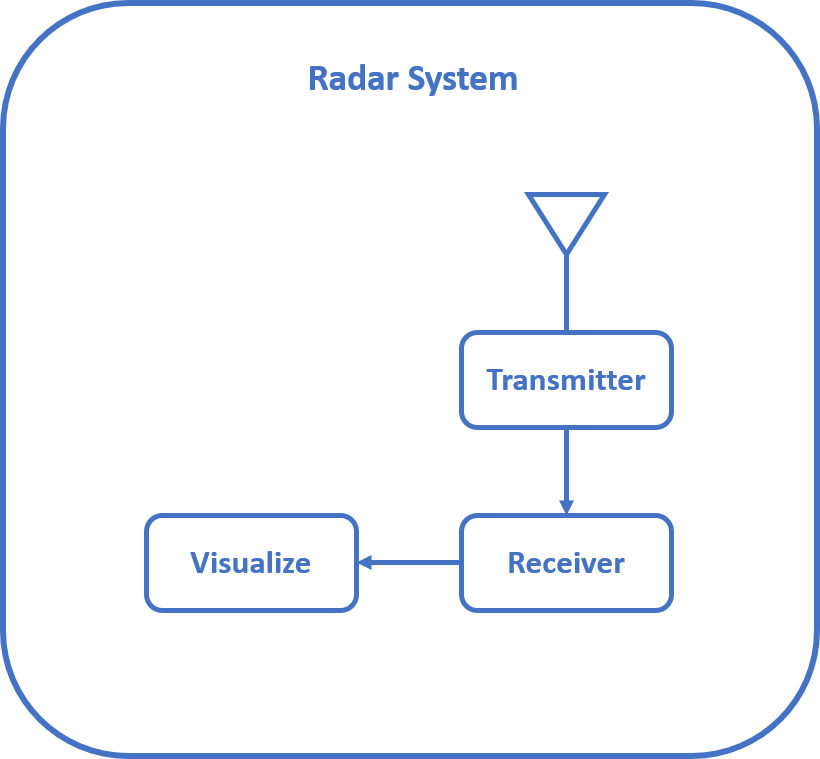 Radar System
Transmitter
Visualize
Receiver